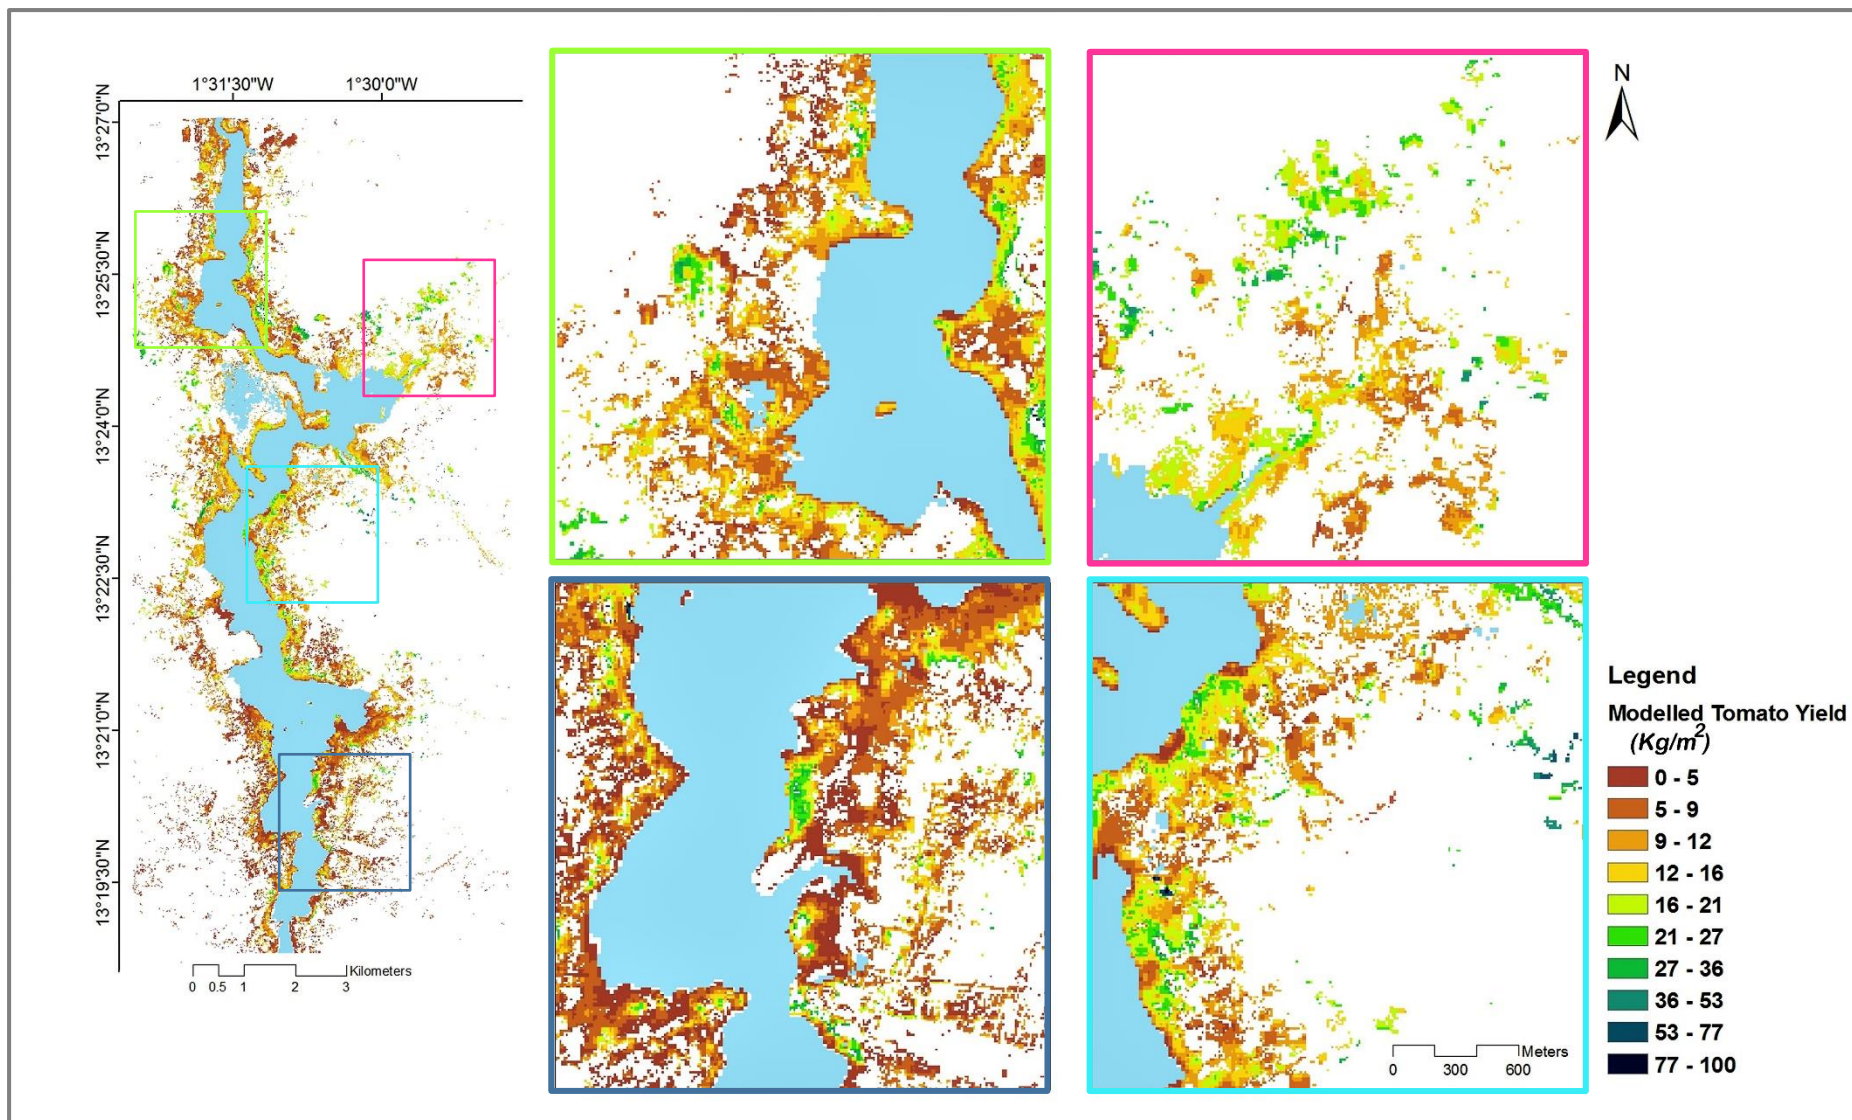 1°31'30"W 1°30'0"W
N
13°27'0"N
13°25'30"N
13°24'0"N
13°22'30"N
13°21'0"N
13°19'30"N
Kilometers
0 0.5 1 2 3
Meters
0 300 600
Legend
Modelled Tomato Yield
(Kg/m²)
0 - 5
5 - 9
9 - 12
12 - 16
16 - 21
21 - 27
27 - 36
36 - 53
53 - 77
77 - 100